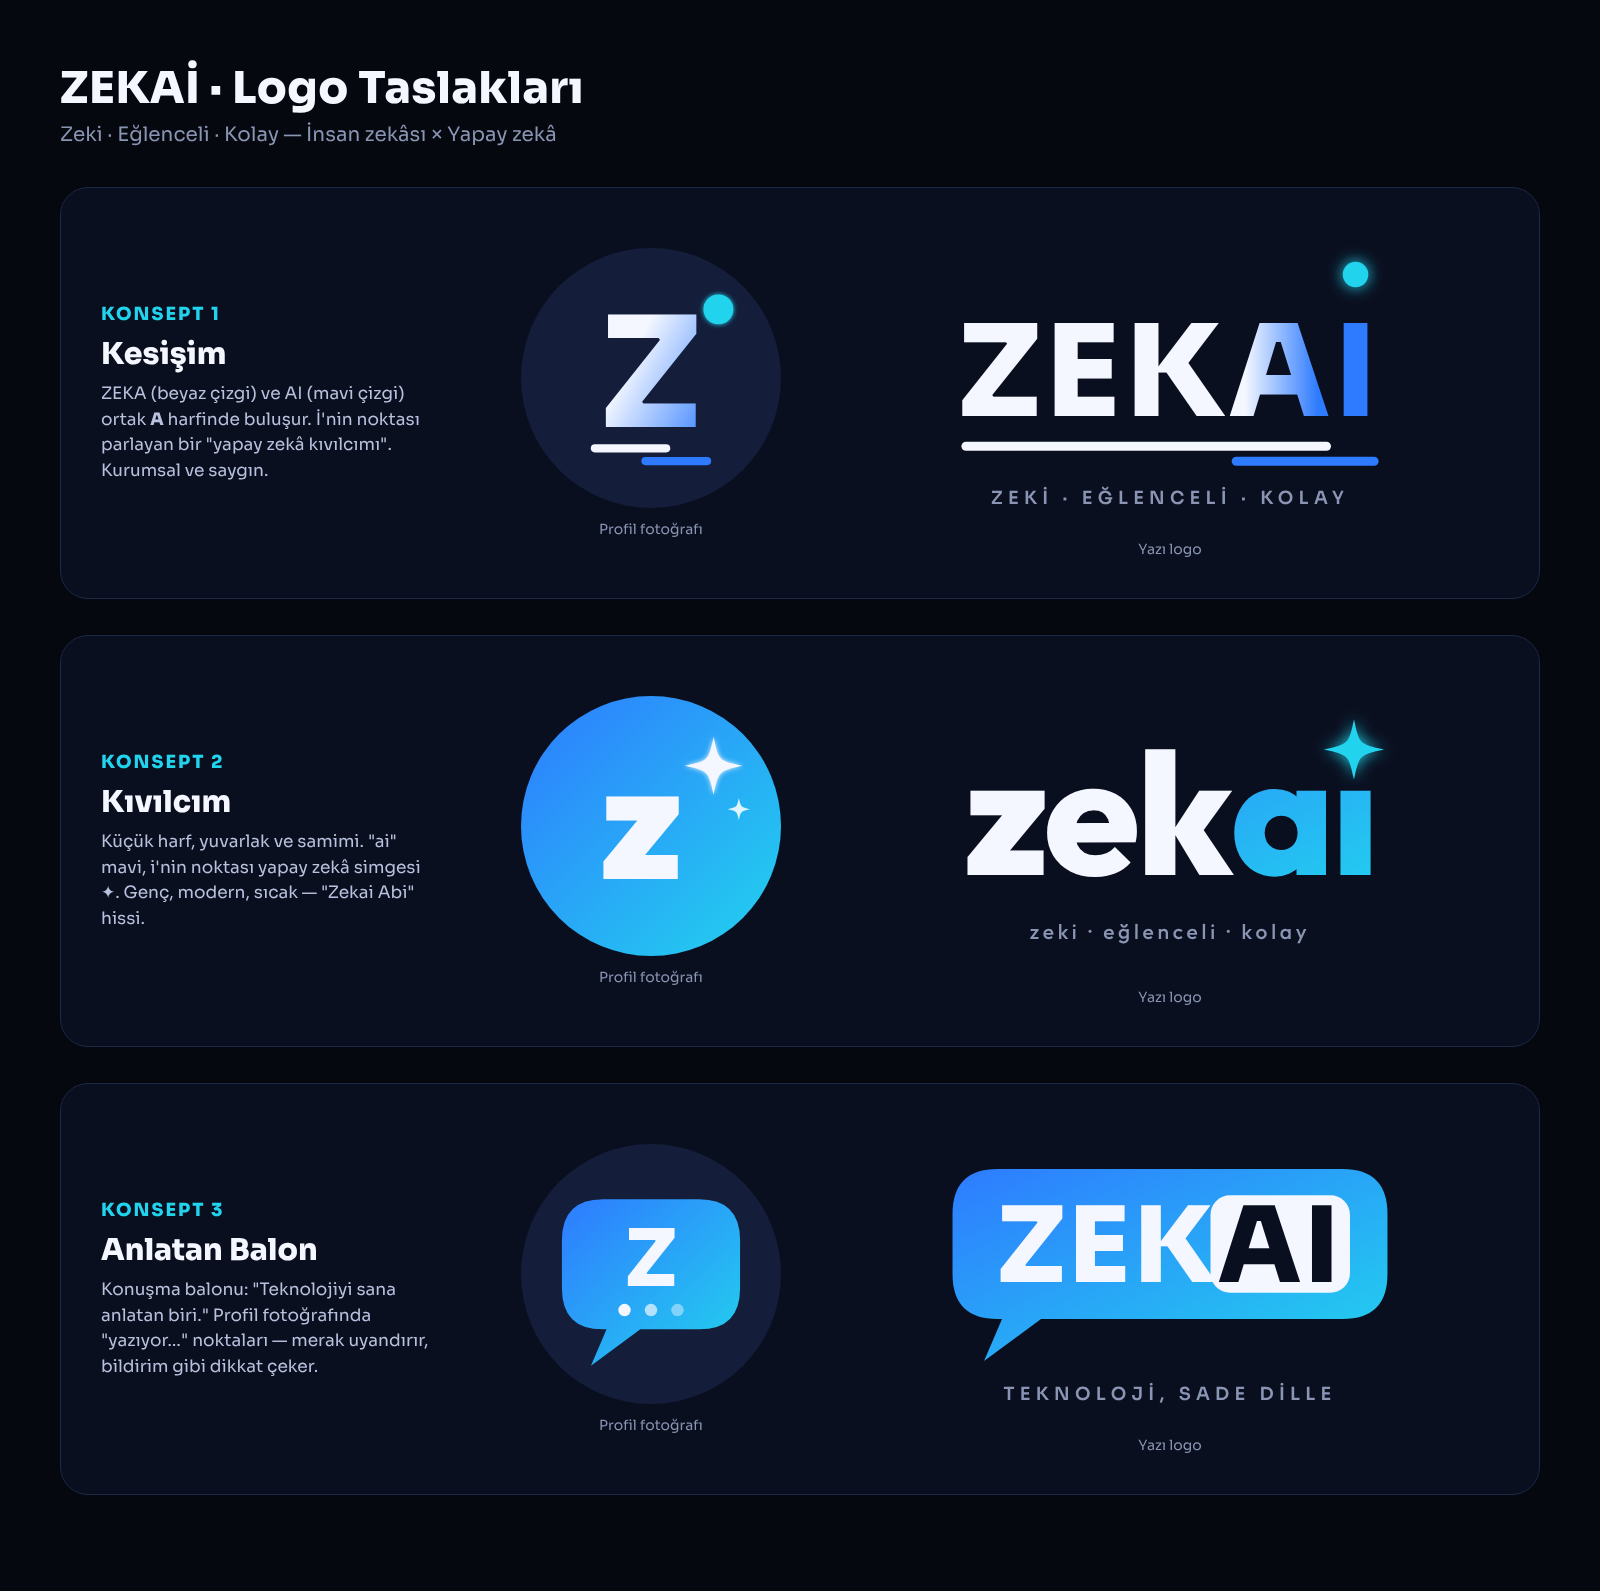 ZEKAİ · Logo Taslakları
Zeki · Eğlenceli · Kolay — İnsan zekâsı × Yapay zekâ
KONSEPT 1
Kesişim
ZEKA (beyaz çizgi) ve AI (mavi çizgi)
ortak A harfinde buluşur. İ'nin noktası
parlayan bir "yapay zekâ kıvılcımı".
Kurumsal ve saygın.
Z
Profil fotoğrafı
ZEKAI
ZEKİ · EĞLENCELİ · KOLAY
Yazı logo
KONSEPT 2
Kıvılcım
Küçük harf, yuvarlak ve samimi. "ai"
mavi, i'nin noktası yapay zekâ simgesi
✦. Genç, modern, sıcak — "Zekai Abi"
hissi.
z
Profil fotoğrafı
zekaı
zeki · eğlenceli · kolay
Yazı logo
KONSEPT 3
Anlatan Balon
Konuşma balonu: "Teknolojiyi sana
anlatan biri." Profil fotoğrafında
"yazıyor..." noktaları — merak uyandırır,
bildirim gibi dikkat çeker.
Z
Profil fotoğrafı
ZEKAI
TEKNOLOJİ, SADE DİLLE
Yazı logo